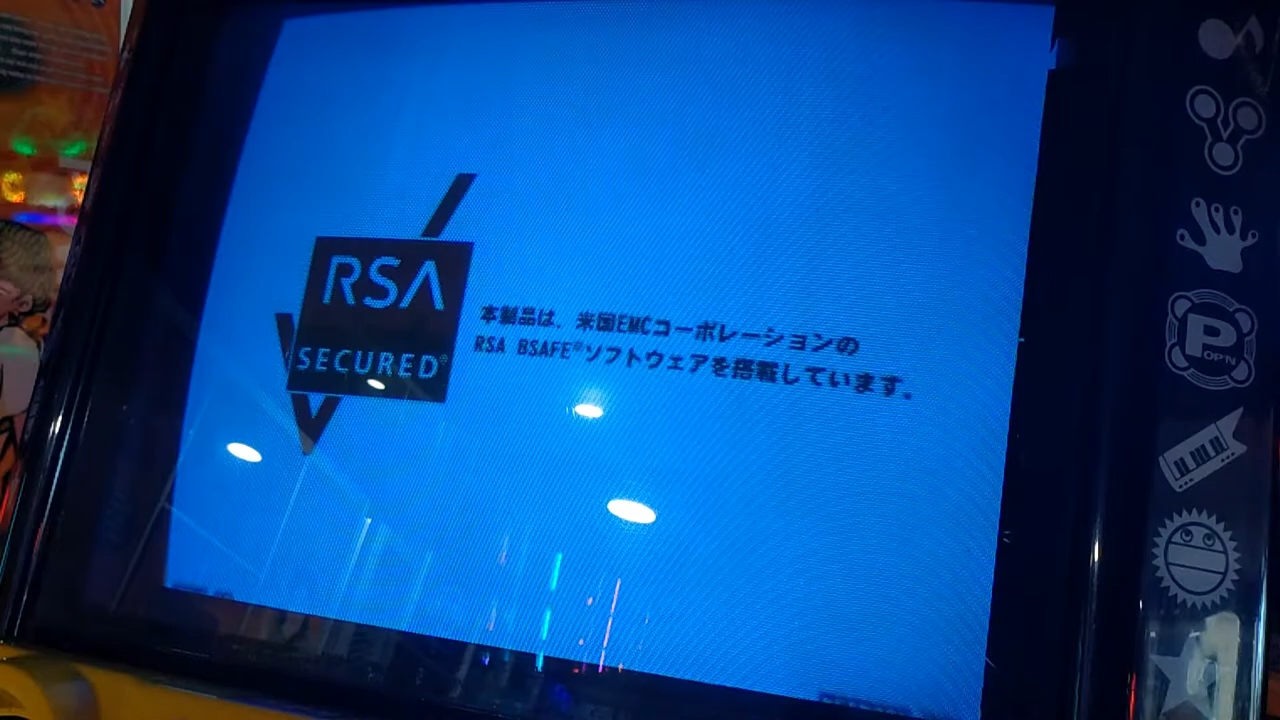 RSA
SECURED®
本製品は、米国EMCコーポレーションの
RSA BSAFE®ソフトウェアを搭載しています。
P
OP'N